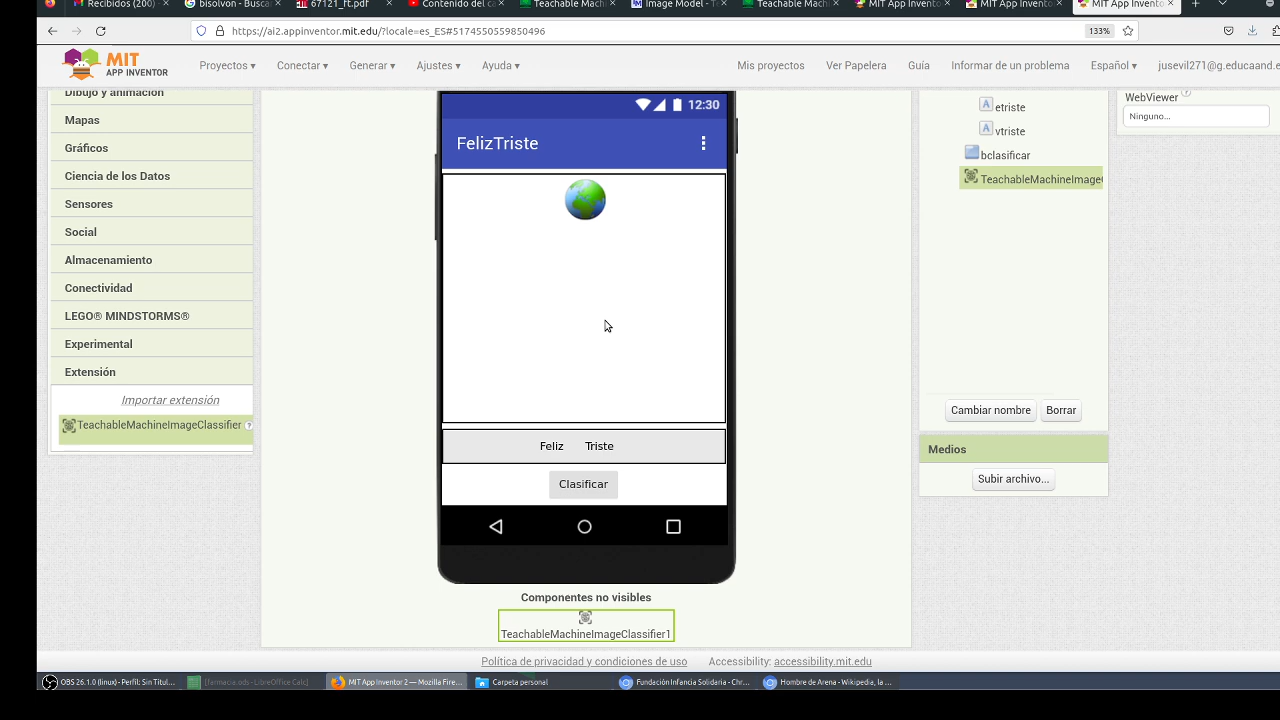 Recibidos (200)
bisolvon - Buscar
67121_ft.pdf
Contenido del ca
Teachable Mach
Image Model - Te
Teachable Mach
MIT App Invento
MIT App Invento
MIT App Invento
https://ai2.appinventor.mit.edu/?locale=es_ES#5174550559850496
133%
MIT
APP INVENTOR
Proyectos ▾ Conectar ▾ Generar ▾ Ajustes ▾ Ayuda ▾
Mis proyectos Ver Papelera Guía Informar de un problema Español ▾ jusevil271@g.educaand.e
Dibujo y animación
Mapas
Gráficos
Ciencia de los Datos
Sensores
Social
Almacenamiento
Conectividad
LEGO® MINDSTORMS®
Experimental
Extensión
Importar extensión
TeachableMachineImageClassifier ?
12:30
FelizTriste
Feliz Triste
Clasificar
Componentes no visibles
TeachableMachineImageClassifier1
A etriste
A vtriste
bclasificar
TeachableMachineImage
Cambiar nombre Borrar
Medios
Subir archivo...
WebViewer ?
Ninguno...
Política de privacidad y condiciones de uso Accessibility: accessibility.mit.edu
OBS 26.1.0 (linux) - Perfil: Sin Titul...
[farmacia.ods - LibreOffice Calc]
MIT App Inventor 2 — Mozilla Fire...
Carpeta personal
Fundación Infancia Solidaria - Chr...
Hombre de Arena - Wikipedia, la ...